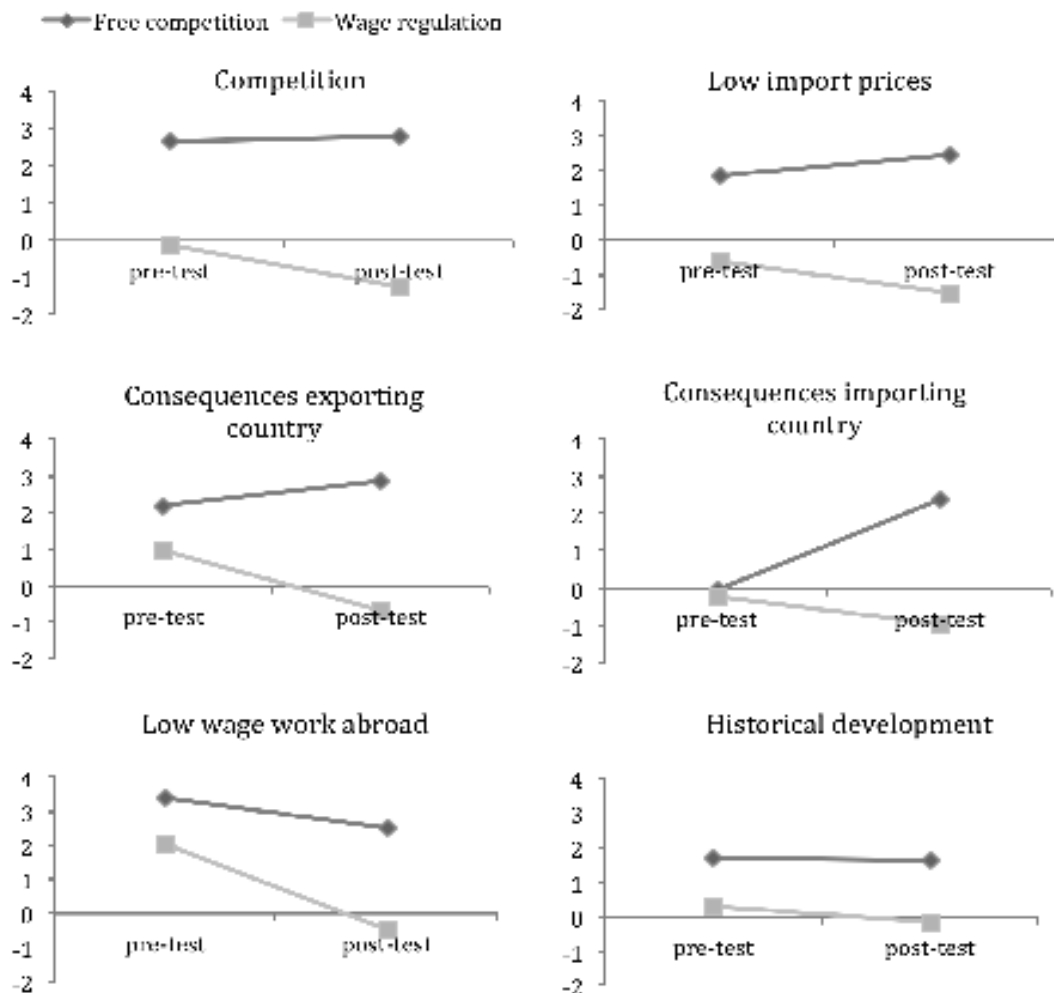 Free competition Wage regulation
Competition
4
3
2
1
0
-1
-2
pre-test post-test
Low import prices
4
3
2
1
0
-1
-2
pre-test post-test
Consequences exporting
country
4
3
2
1
0
-1
-2
pre-test post-test
Consequences importing
country
4
3
2
1
0
-1
-2
pre-test post-test
Low wage work abroad
4
3
2
1
0
-1
-2
pre-test post-test
Historical development
4
3
2
1
0
-1
-2
pre-test post-test